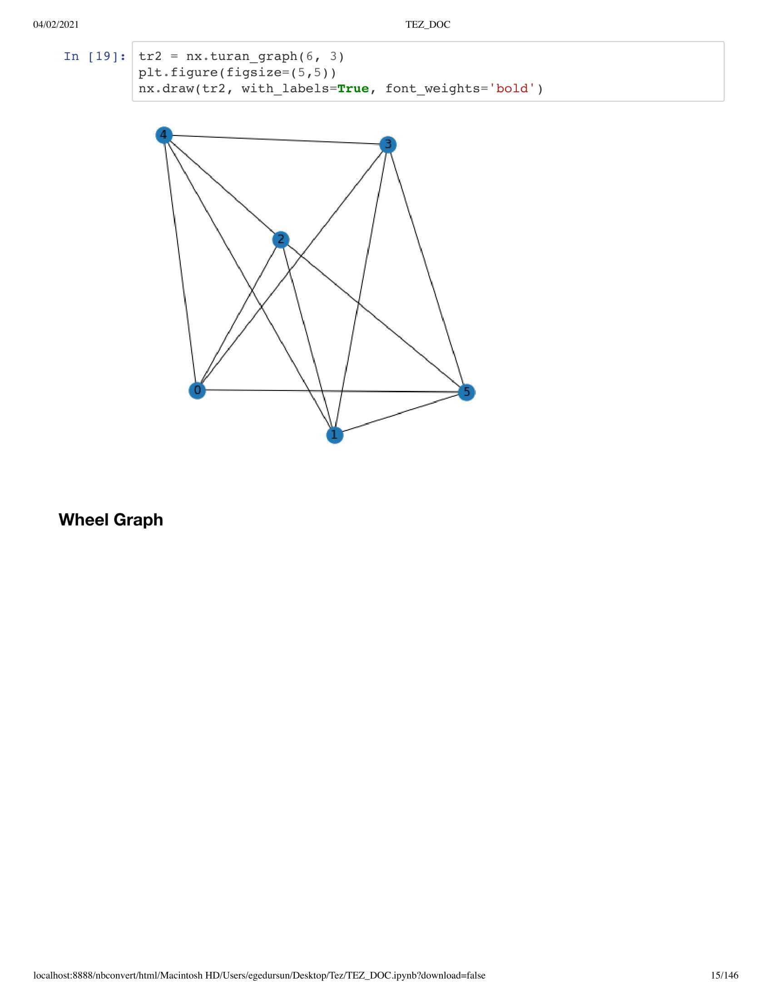 04/02/2021 TEZ_DOC
In [19]: tr2 = nx.turan_graph(6, 3)
plt.figure(figsize=(5,5))
nx.draw(tr2, with_labels=True, font_weights='bold')
4
3
2
0
5
1
Wheel Graph
localhost:8888/nbconvert/html/Macintosh HD/Users/egedursun/Desktop/Tez/TEZ_DOC.ipynb?download=false 15/146